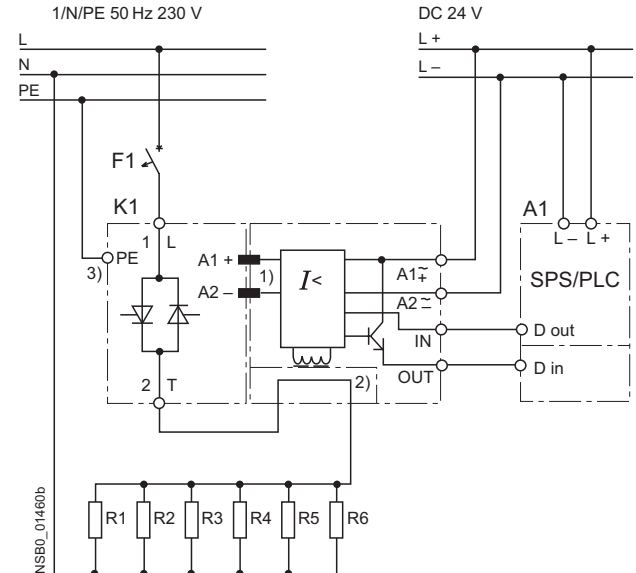 1/N/PE 50 Hz 230 V
DC 24 V
L
L +
N
L –
PE
F1
K1
A1
1 L
L – L +
3) PE
A1 +
1)
I<
A1 ≂ +
SPS/PLC
A2 –
A2 ≂
IN
D out
2 T
2)
OUT
D in
R1
R2
R3
R4
R5
R6
NSB0_01460b